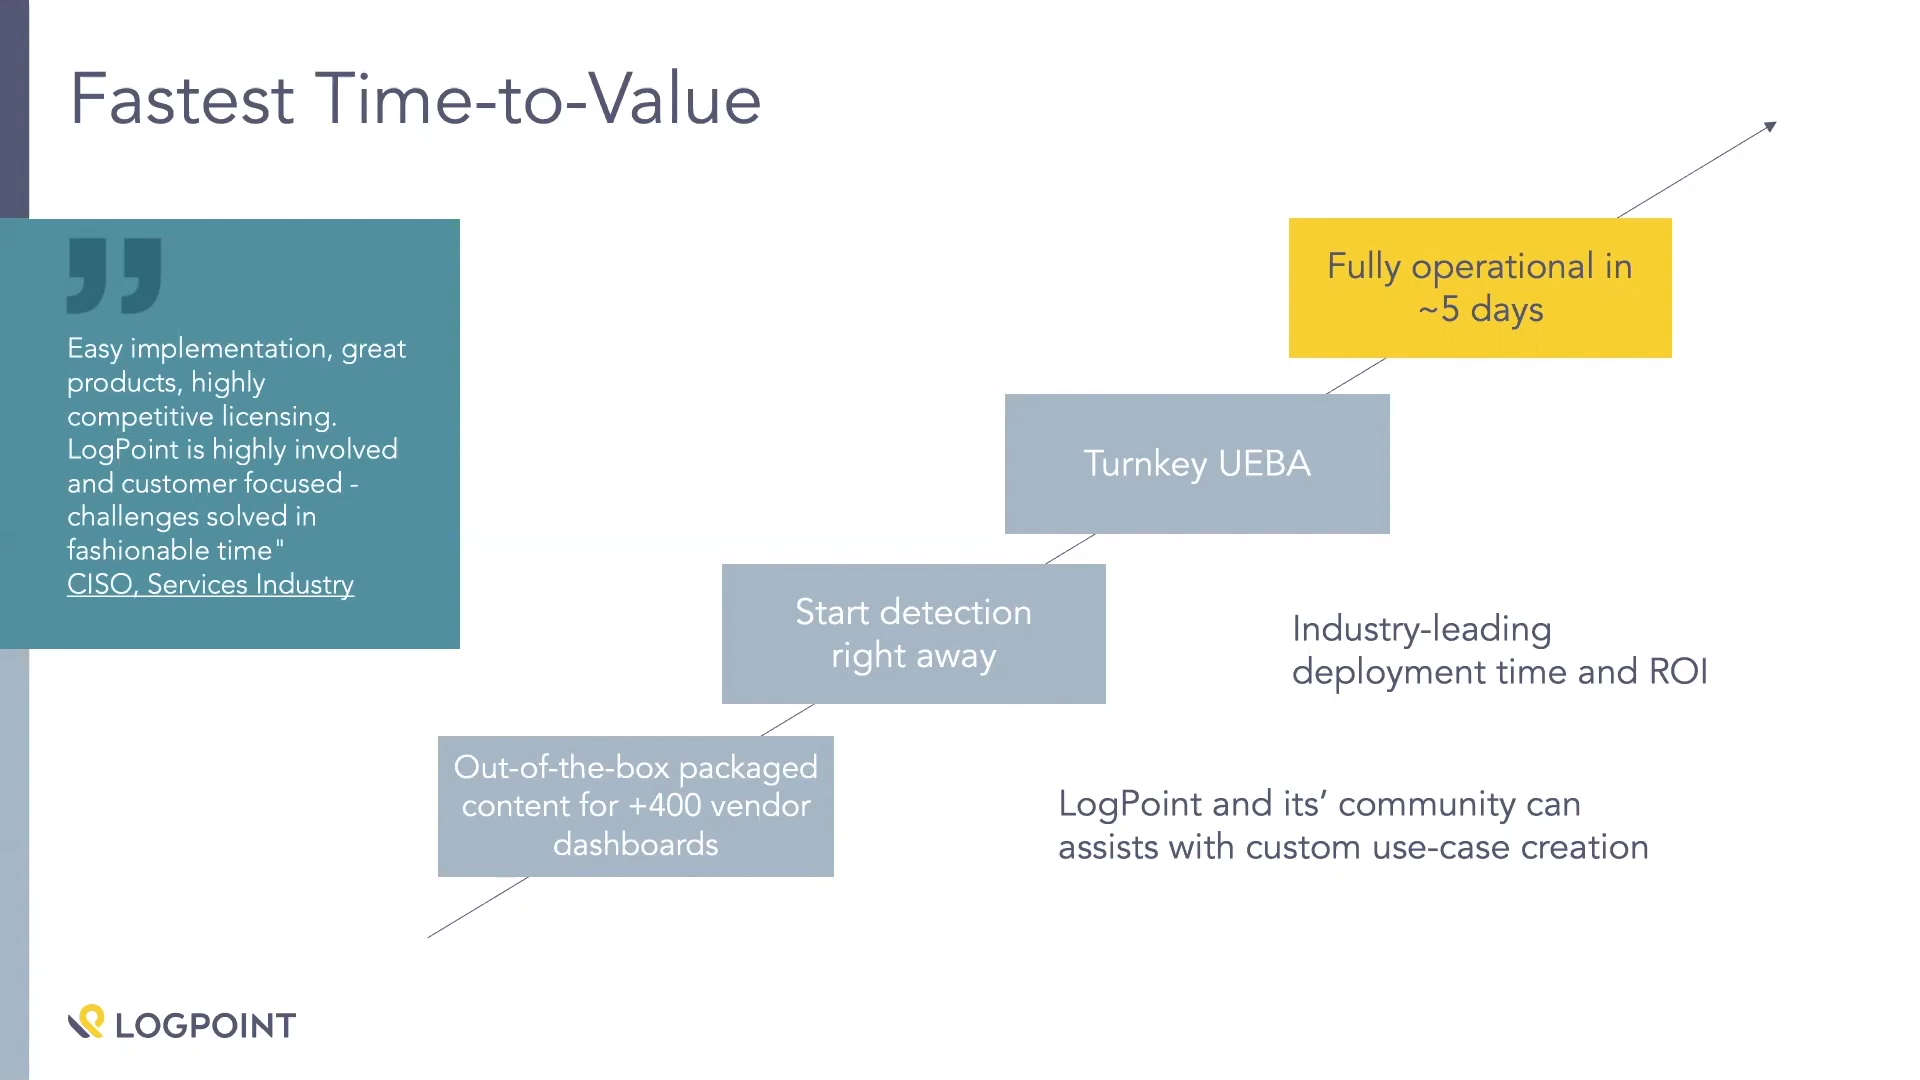 Fastest Time-to-Value
Easy implementation, great
products, highly
competitive licensing.
LogPoint is highly involved
and customer focused -
challenges solved in
fashionable time"
CISO, Services Industry
Fully operational in
~5 days
Turnkey UEBA
Start detection
right away
Out-of-the-box packaged
content for +400 vendor
dashboards
Industry-leading
deployment time and ROI
LogPoint and its’ community can
assists with custom use-case creation
LOGPOINT